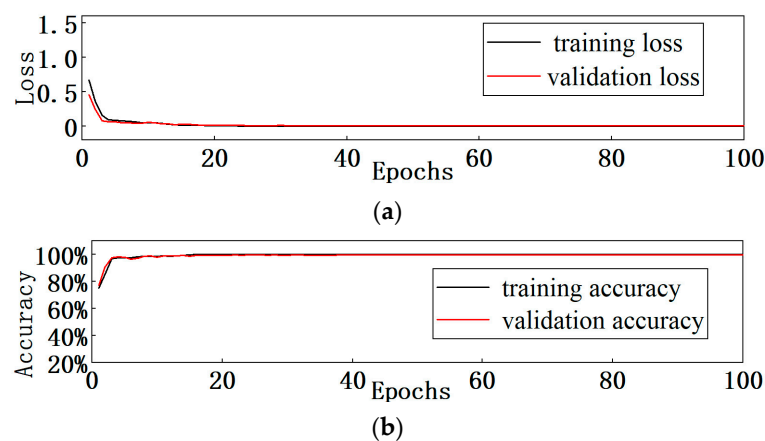 1.5
1.0
0.5
0
Loss
training loss
validation loss
0 20 40 60 80 100
Epochs
(a)
100%
80%
60%
40%
20%
Accuracy
training accuracy
validation accuracy
0 20 40 60 80 100
Epochs
(b)